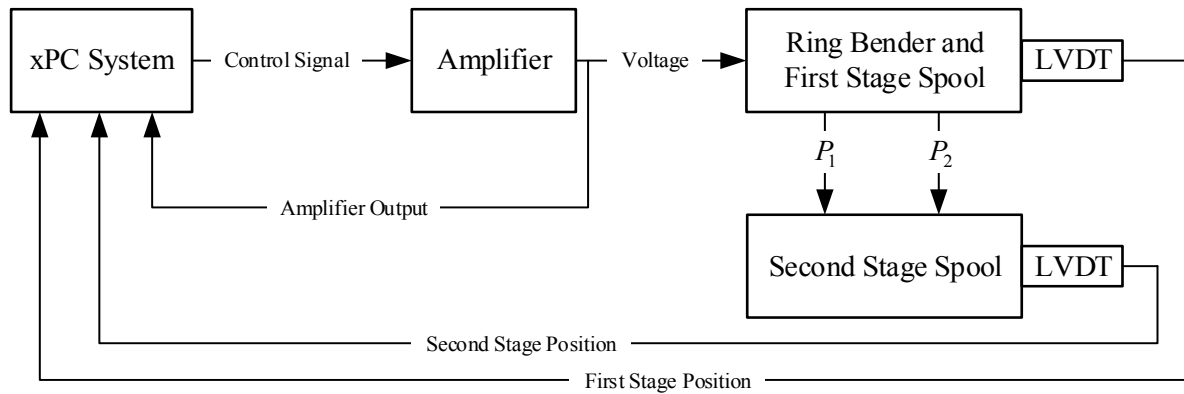 xPC System
Control Signal
Amplifier
Voltage
Ring Bender and
First Stage Spool
LVDT
P1
P2
Amplifier Output
Second Stage Spool
LVDT
Second Stage Position
First Stage Position